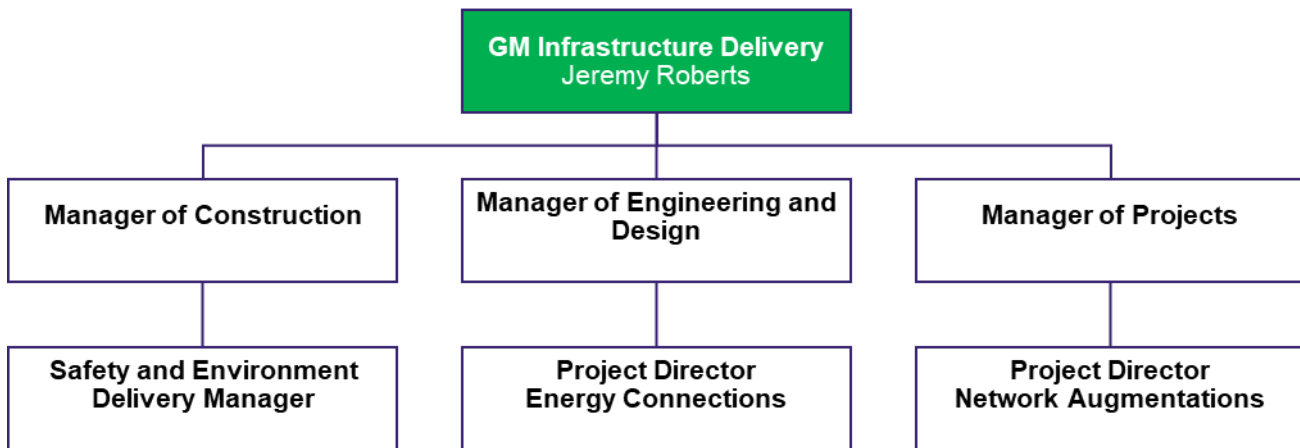 GM Infrastructure Delivery
Jeremy Roberts
Manager of Construction
Manager of Engineering and
Design
Manager of Projects
Safety and Environment
Delivery Manager
Project Director
Energy Connections
Project Director
Network Augmentations